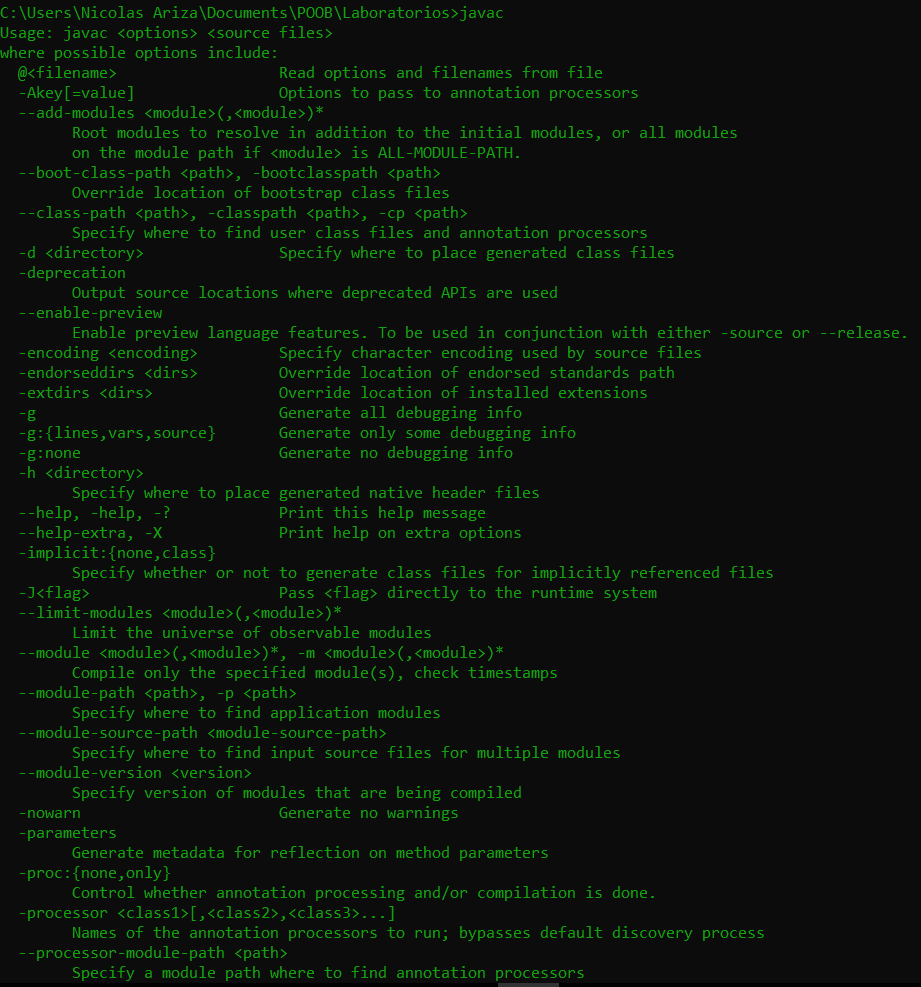 C:\Users\Nicolas Ariza\Documents\POOB\Laboratorios>javac
Usage: javac <options> <source files>
where possible options include:
  @<filename>                  Read options and filenames from file
  -Akey[=value]                Options to pass to annotation processors
  --add-modules <module>(,<module>)*
        Root modules to resolve in addition to the initial modules, or all modules
        on the module path if <module> is ALL-MODULE-PATH.
  --boot-class-path <path>, -bootclasspath <path>
        Override location of bootstrap class files
  --class-path <path>, -classpath <path>, -cp <path>
        Specify where to find user class files and annotation processors
  -d <directory>               Specify where to place generated class files
  -deprecation
        Output source locations where deprecated APIs are used
  --enable-preview
        Enable preview language features. To be used in conjunction with either -source or --release.
  -encoding <encoding>         Specify character encoding used by source files
  -endorseddirs <dirs>         Override location of endorsed standards path
  -extdirs <dirs>              Override location of installed extensions
  -g                           Generate all debugging info
  -g:{lines,vars,source}       Generate only some debugging info
  -g:none                      Generate no debugging info
  -h <directory>
        Specify where to place generated native header files
  --help, -help, -?            Print this help message
  --help-extra, -X             Print help on extra options
  -implicit:{none,class}
        Specify whether or not to generate class files for implicitly referenced files
  -J<flag>                     Pass <flag> directly to the runtime system
  --limit-modules <module>(,<module>)*
        Limit the universe of observable modules
  --module <module>(,<module>)*, -m <module>(,<module>)*
        Compile only the specified module(s), check timestamps
  --module-path <path>, -p <path>
        Specify where to find application modules
  --module-source-path <module-source-path>
        Specify where to find input source files for multiple modules
  --module-version <version>
        Specify version of modules that are being compiled
  -nowarn                      Generate no warnings
  -parameters
        Generate metadata for reflection on method parameters
  -proc:{none,only}
        Control whether annotation processing and/or compilation is done.
  -processor <class1>[,<class2>,<class3>...]
        Names of the annotation processors to run; bypasses default discovery process
  --processor-module-path <path>
        Specify a module path where to find annotation processors